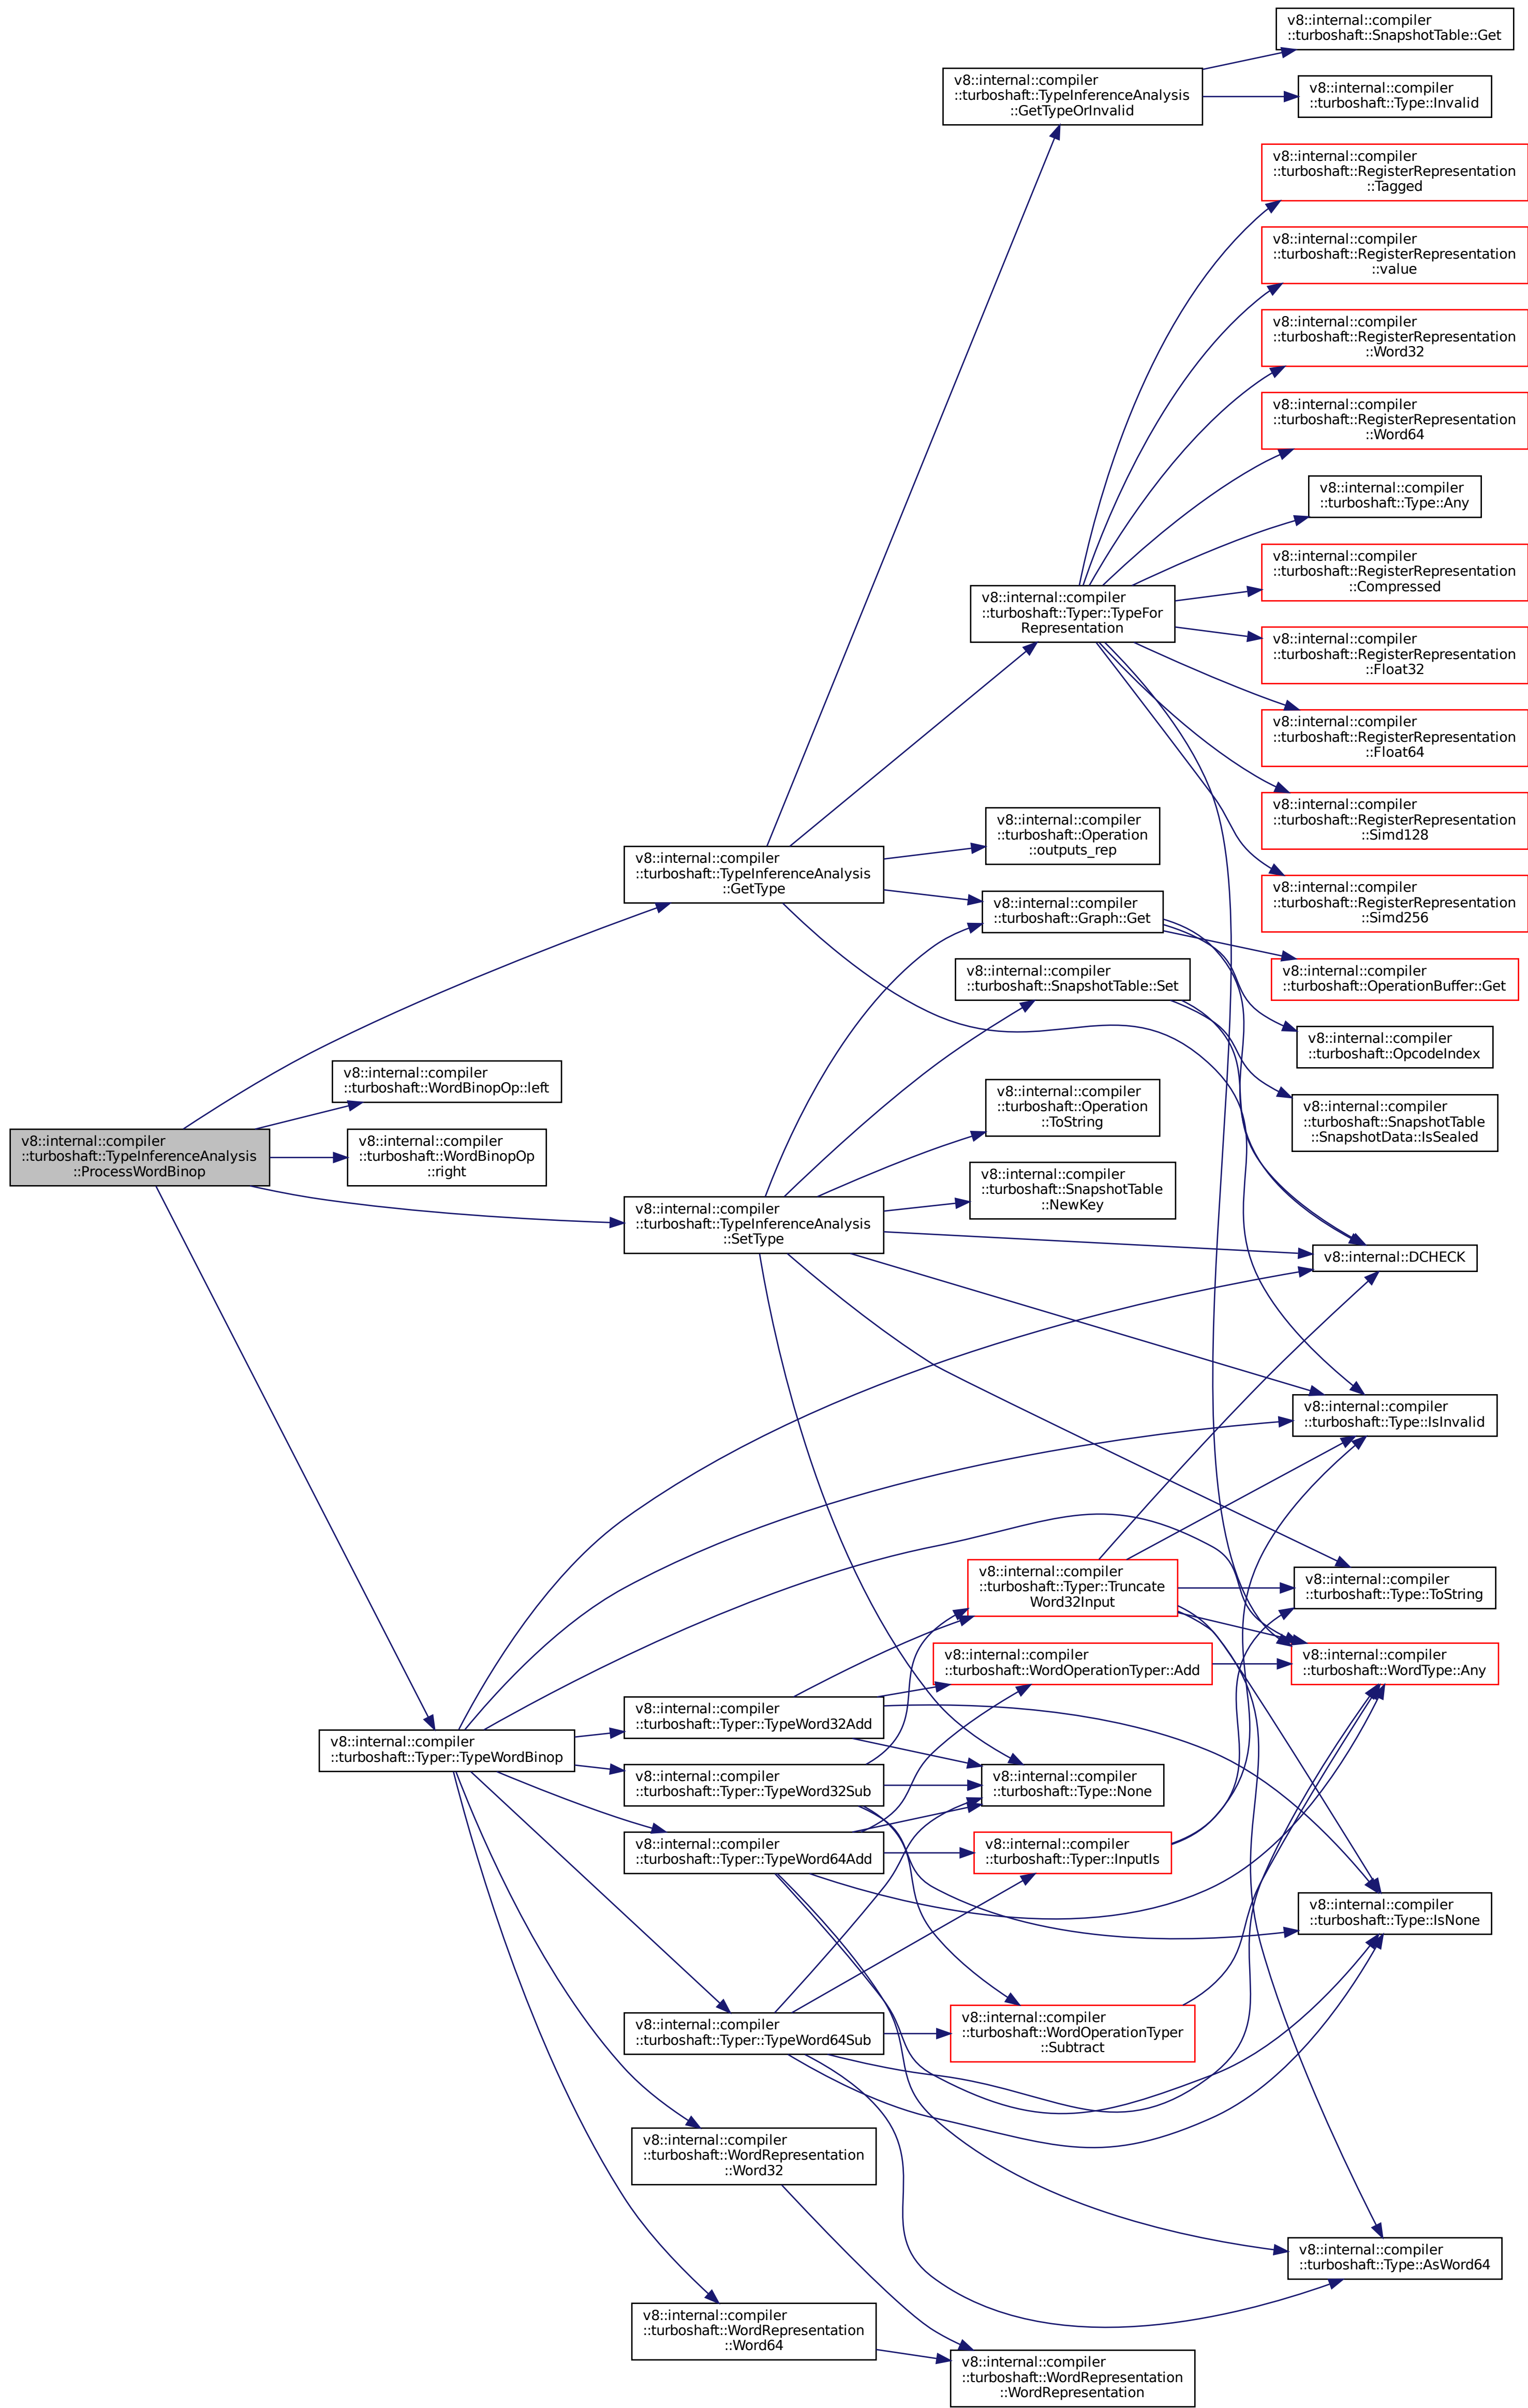 v8::internal::compiler
::turboshaft::TypeInferenceAnalysis
::ProcessWordBinop
v8::internal::compiler
::turboshaft::TypeInferenceAnalysis
::GetType
v8::internal::compiler
::turboshaft::WordBinopOp::left
v8::internal::compiler
::turboshaft::WordBinopOp
::right
v8::internal::compiler
::turboshaft::TypeInferenceAnalysis
::SetType
v8::internal::compiler
::turboshaft::Typer::TypeWordBinop
v8::internal::compiler
::turboshaft::TypeInferenceAnalysis
::GetTypeOrInvalid
v8::internal::compiler
::turboshaft::SnapshotTable::Get
v8::internal::compiler
::turboshaft::Type::Invalid
v8::internal::compiler
::turboshaft::Typer::TypeFor
Representation
v8::internal::compiler
::turboshaft::RegisterRepresentation
::Tagged
v8::internal::compiler
::turboshaft::RegisterRepresentation
::value
v8::internal::compiler
::turboshaft::RegisterRepresentation
::Word32
v8::internal::compiler
::turboshaft::RegisterRepresentation
::Word64
v8::internal::compiler
::turboshaft::Type::Any
v8::internal::compiler
::turboshaft::RegisterRepresentation
::Compressed
v8::internal::compiler
::turboshaft::RegisterRepresentation
::Float32
v8::internal::compiler
::turboshaft::RegisterRepresentation
::Float64
v8::internal::compiler
::turboshaft::RegisterRepresentation
::Simd128
v8::internal::compiler
::turboshaft::RegisterRepresentation
::Simd256
v8::internal::compiler
::turboshaft::Operation
::outputs_rep
v8::internal::compiler
::turboshaft::Graph::Get
v8::internal::compiler
::turboshaft::OperationBuffer::Get
v8::internal::compiler
::turboshaft::SnapshotTable::Set
v8::internal::compiler
::turboshaft::OpcodeIndex
v8::internal::compiler
::turboshaft::Operation
::ToString
v8::internal::compiler
::turboshaft::SnapshotTable
::SnapshotData::IsSealed
v8::internal::compiler
::turboshaft::SnapshotTable
::NewKey
v8::internal::DCHECK
v8::internal::compiler
::turboshaft::Type::IsInvalid
v8::internal::compiler
::turboshaft::Typer::Truncate
Word32Input
v8::internal::compiler
::turboshaft::Type::ToString
v8::internal::compiler
::turboshaft::WordOperationTyper::Add
v8::internal::compiler
::turboshaft::WordType::Any
v8::internal::compiler
::turboshaft::Typer::TypeWord32Add
v8::internal::compiler
::turboshaft::Typer::TypeWord32Sub
v8::internal::compiler
::turboshaft::Type::None
v8::internal::compiler
::turboshaft::Typer::TypeWord64Add
v8::internal::compiler
::turboshaft::Typer::InputIs
v8::internal::compiler
::turboshaft::Type::IsNone
v8::internal::compiler
::turboshaft::Typer::TypeWord64Sub
v8::internal::compiler
::turboshaft::WordOperationTyper
::Subtract
v8::internal::compiler
::turboshaft::WordRepresentation
::Word32
v8::internal::compiler
::turboshaft::Type::AsWord64
v8::internal::compiler
::turboshaft::WordRepresentation
::Word64
v8::internal::compiler
::turboshaft::WordRepresentation
::WordRepresentation